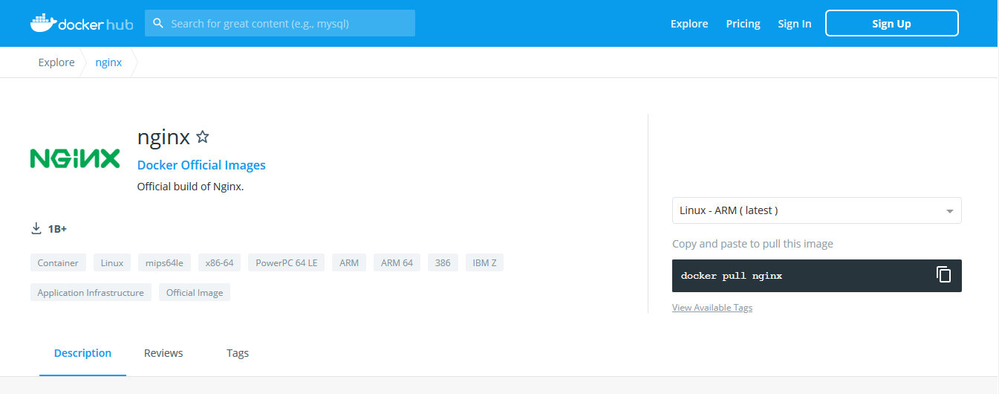 docker hub
Search for great content (e.g., mysql)
Explore
Pricing
Sign In
Sign Up
Explore
nginx
NGINX
nginx
Docker Official Images
Official build of Nginx.
1B+
Container
Linux
mips64le
x86-64
PowerPC 64 LE
ARM
ARM 64
386
IBM Z
Application Infrastructure
Official Image
Linux - ARM ( latest )
Copy and paste to pull this image
docker pull nginx
View Available Tags
Description
Reviews
Tags